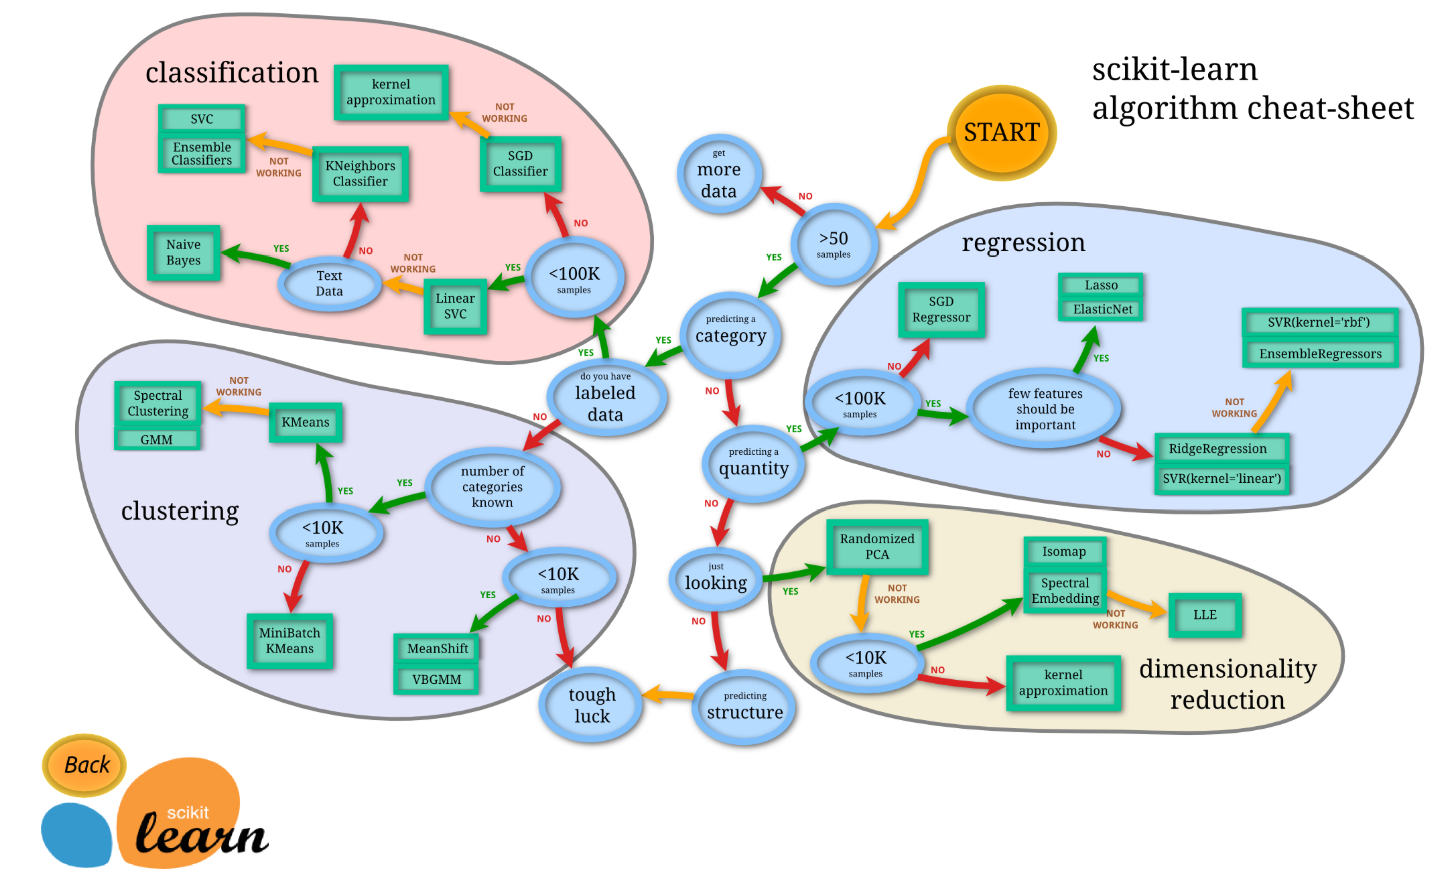 scikit-learn
algorithm cheat-sheet
START
classification
kernel
approximation
NOT
WORKING
SVC
Ensemble
Classifiers
NOT
WORKING
KNeighbors
Classifier
SGD
Classifier
NO
Naive
Bayes
YES
NO
Text
Data
NOT
WORKING
Linear
SVC
YES
<100K
samples
YES
get
more
data
NO
>50
samples
YES
predicting a
category
YES
NO
do you have
labeled
data
NO
predicting a
quantity
YES
NO
just
looking
YES
NO
predicting
structure
tough
luck
regression
SGD
Regressor
NO
<100K
samples
YES
Lasso
ElasticNet
YES
few features
should be
important
NO
SVR(kernel='rbf')
EnsembleRegressors
NOT
WORKING
RidgeRegression
SVR(kernel='linear')
clustering
Spectral
Clustering
GMM
NOT
WORKING
KMeans
YES
number of
categories
known
YES
NO
<10K
samples
NO
MiniBatch
KMeans
<10K
samples
YES
NO
MeanShift
VBGMM
dimensionality
reduction
Randomized
PCA
NOT
WORKING
<10K
samples
YES
NO
Isomap
Spectral
Embedding
NOT
WORKING
LLE
kernel
approximation
Back
scikit
learn